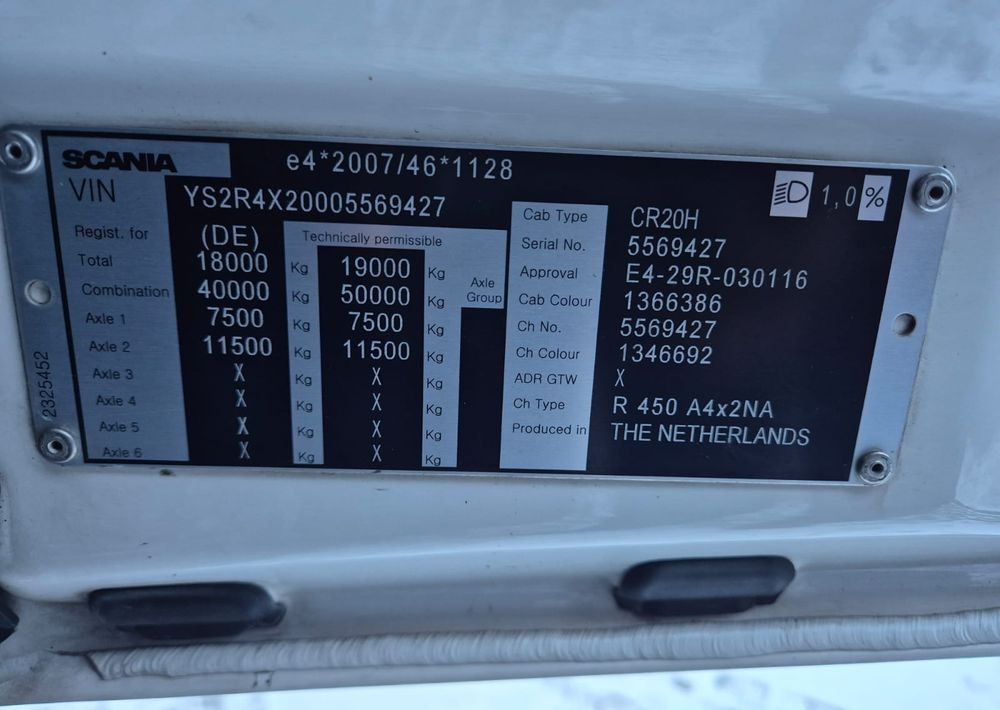 SCANIA e4*2007/46*1128
VIN YS2R4X20005569427 1,0%
Regist. for (DE) Technically permissible
Total 18000 Kg 19000 Kg Axle
Combination 40000 Kg 50000 Kg Group
Axle 1 7500 Kg 7500 Kg
Axle 2 11500 Kg 11500 Kg
Axle 3 X Kg X Kg
Axle 4 X Kg X Kg
Axle 5 X Kg X Kg
Axle 6 X Kg X Kg
Cab Type CR20H
Serial No. 5569427
Approval E4-29R-030116
Cab Colour 1366386
Ch No. 5569427
Ch Colour 1346692
ADR GTW X
Ch Type R 450 A4x2NA
Produced in THE NETHERLANDS
2325452